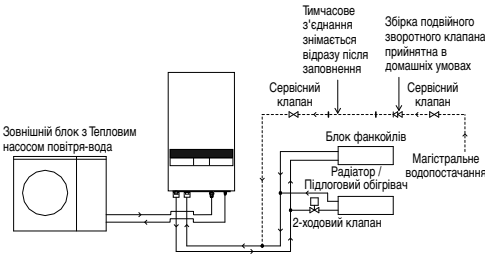 Тимчасове
з'єднання
знімається
відразу після
заповнення
Збірка подвійного
зворотного клапана
прийнятна в
домашніх умовах
Сервісний
клапан
Сервісний
клапан
Зовнішній блок з Тепловим
насосом повітря-вода
Блок фанкойлів
Магістральне
водопостачання
Радіатор /
Підлоговий обігрівач
2-ходовий клапан